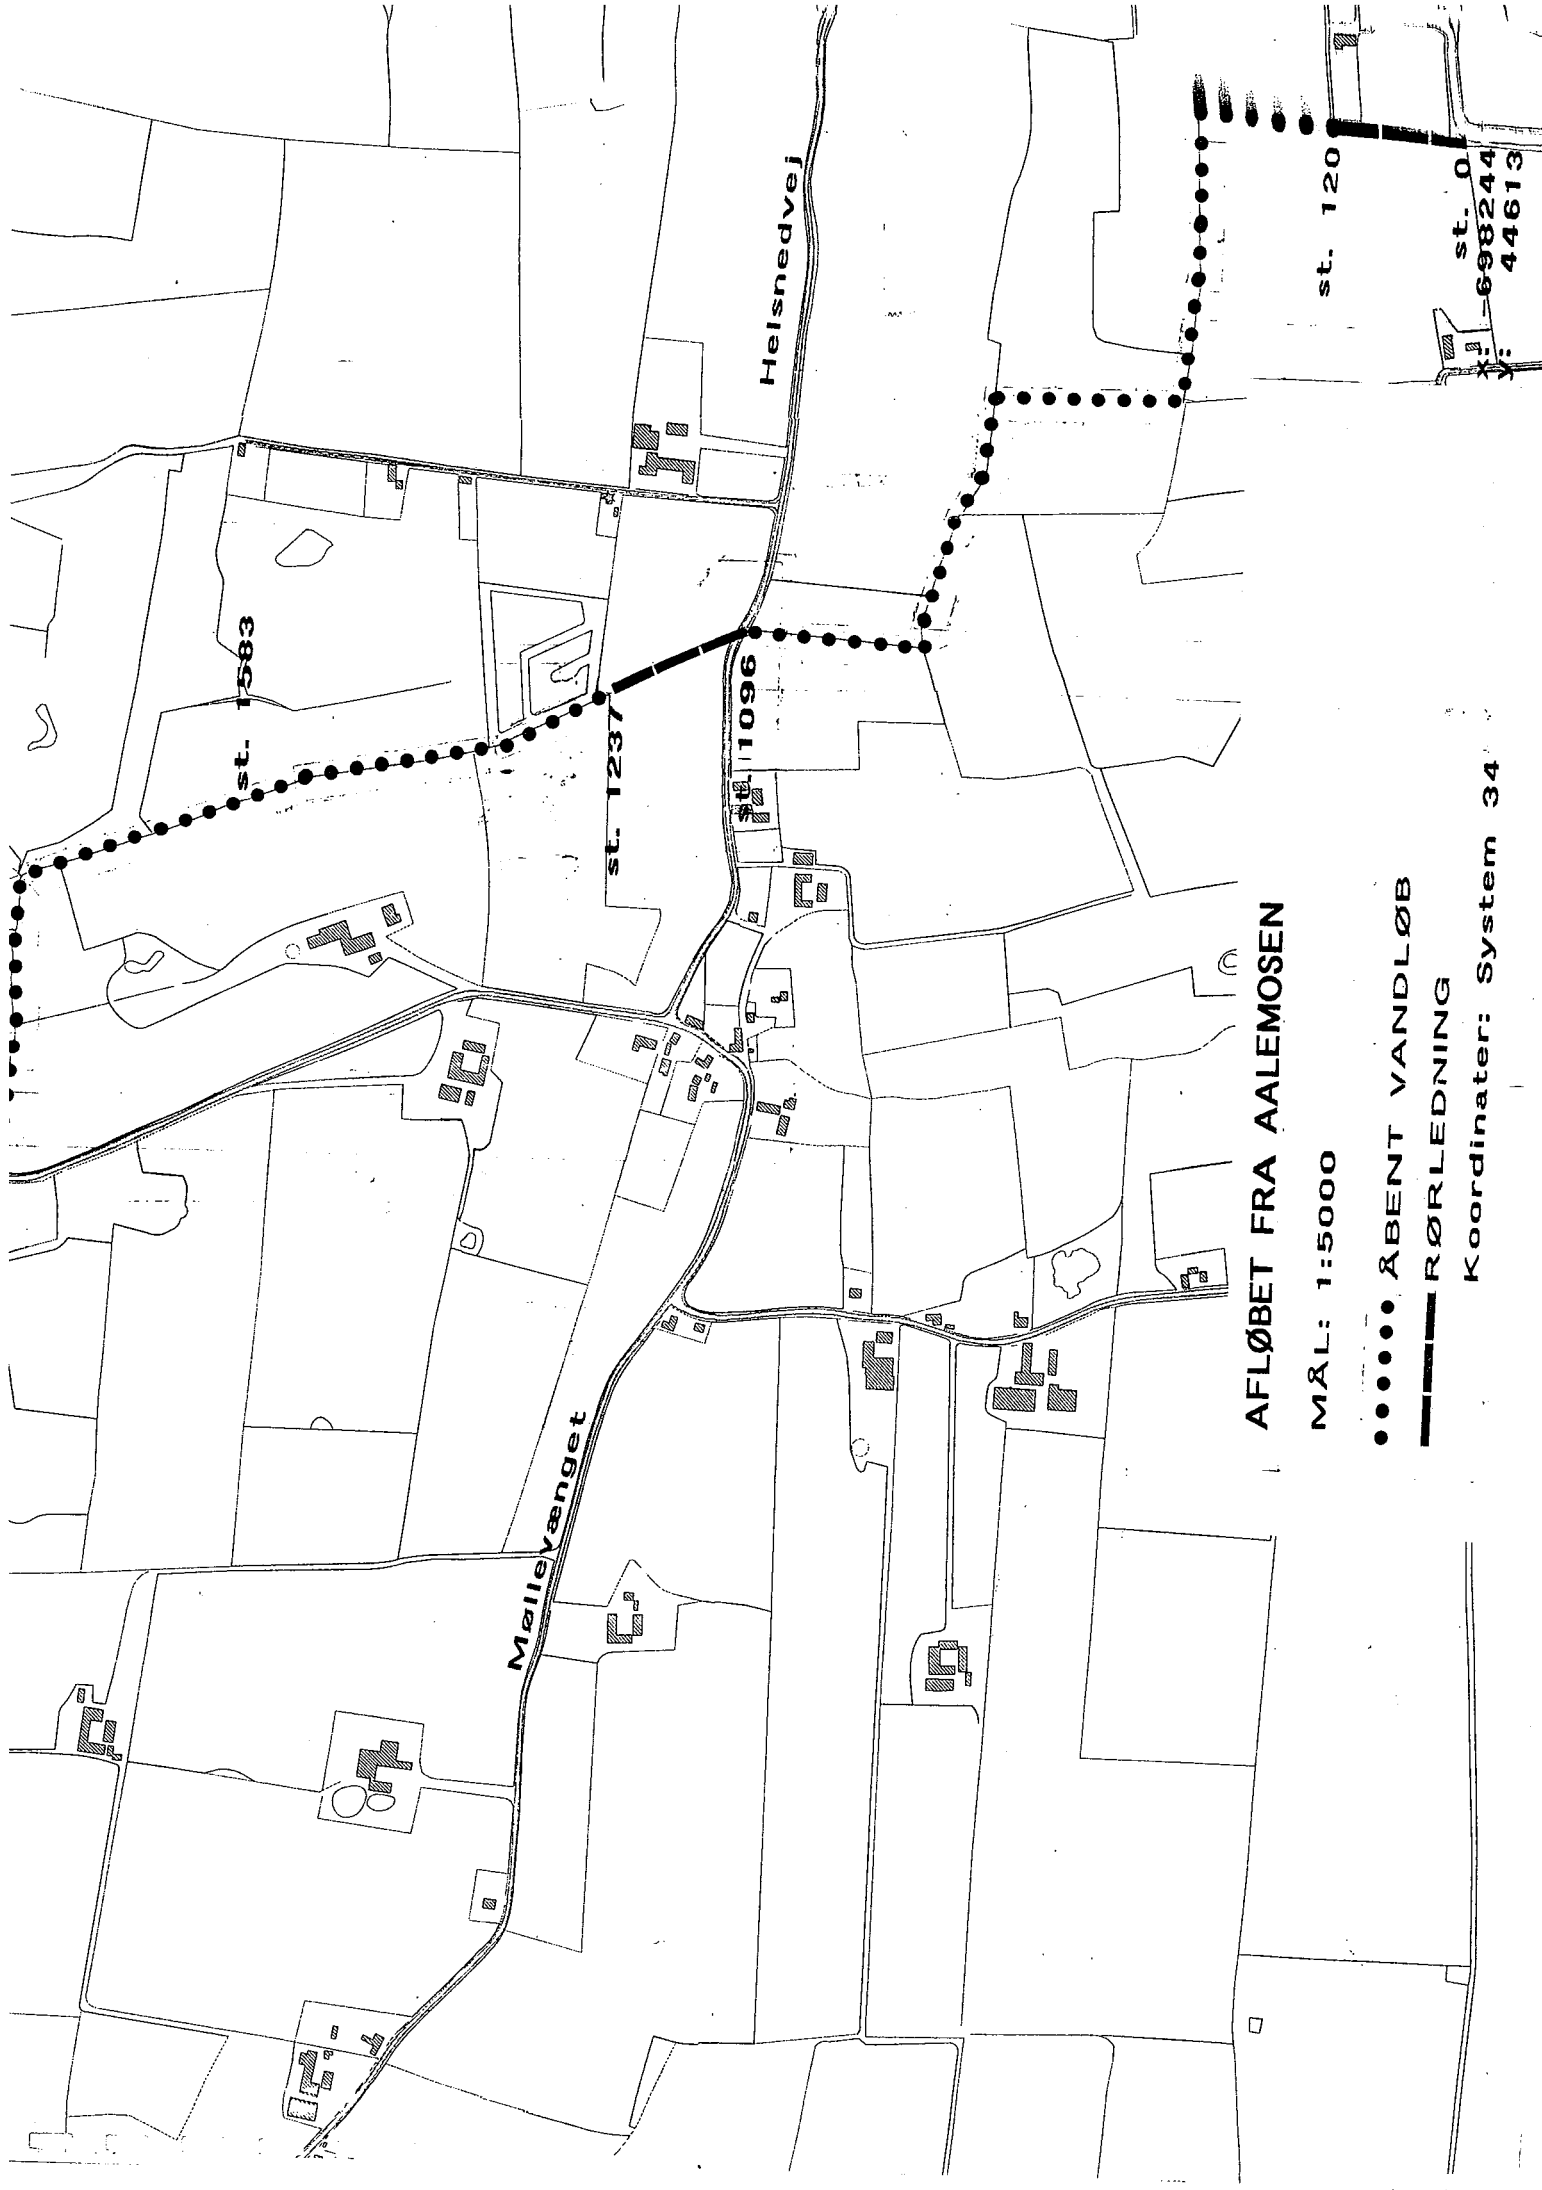 st. 1583
st. 1237
st. 1096
Helsnedvej
Møllevænget
st. 120
st. 0
x: -698244
y: 44613
AFLØBET FRA AALEMOSEN
MÅL: 1:5000
ÅBENT VANDLØB
RØRLEDNING
Koordinater: System 34